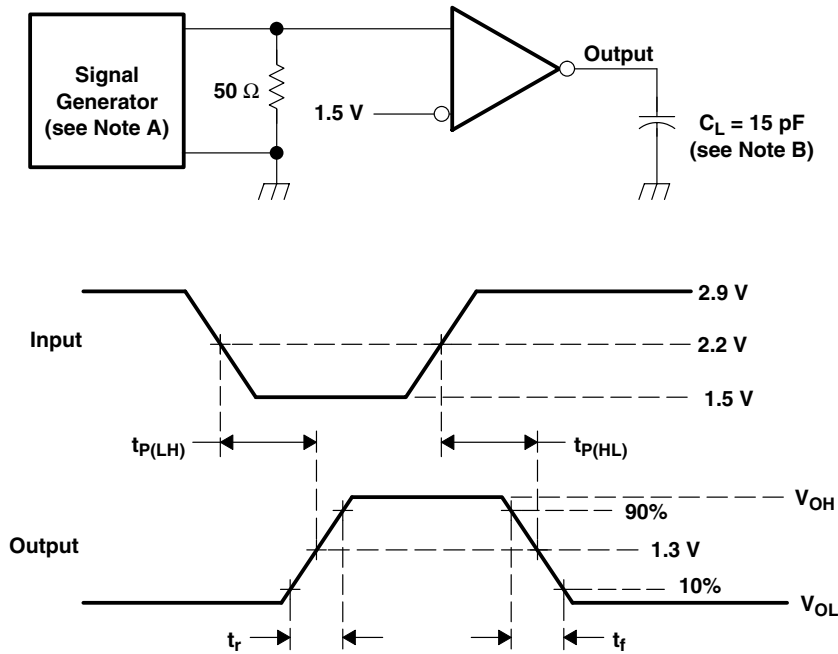 Signal
Generator
(see Note A)
50 Ω
1.5 V
Output
C_L = 15 pF
(see Note B)
Input
2.9 V
2.2 V
1.5 V
t_P(LH)
t_P(HL)
Output
V_OH
90%
1.3 V
10%
V_OL
t_r
t_f